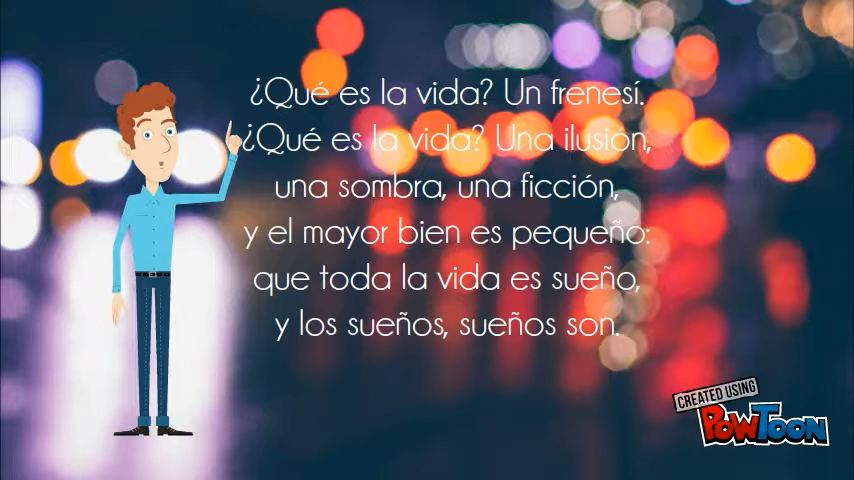 ¿Qué es la vida? Un frenesí.
¿Qué es la vida? Una ilusión,
una sombra, una ficción,
y el mayor bien es pequeño:
que toda la vida es sueño,
y los sueños, sueños son.
CREATED USING
POWTOON